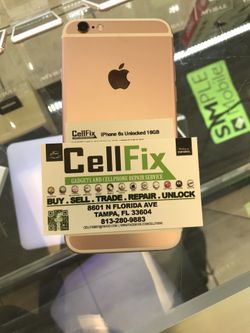 CellFix
iPhone 6s Unlocked 16GB
CellFix
GADGETS AND CELLPHONE REPAIR SERVICE
BUY . SELL . TRADE . REPAIR . UNLOCK
8601 N FLORIDA AVE
TAMPA, FL 33604
813-280-9883
SIMPLE
Mobile